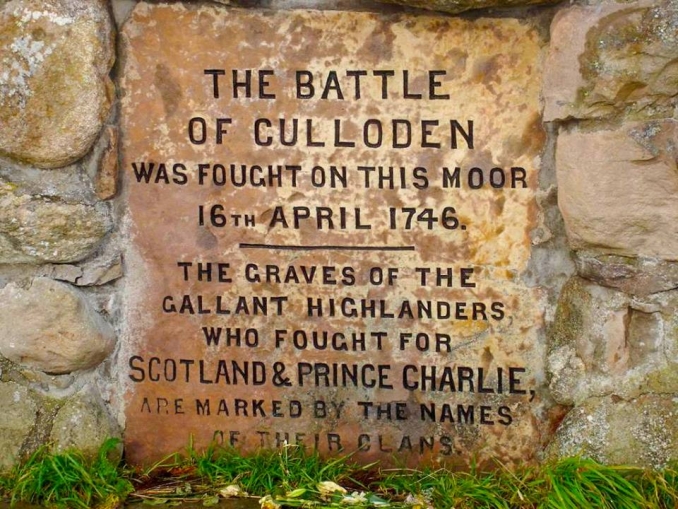 THE BATTLE
OF CULLODEN
WAS FOUGHT ON THIS MOOR
16TH APRIL 1746.
THE GRAVES OF THE
GALLANT HIGHLANDERS
WHO FOUGHT FOR
SCOTLAND & PRINCE CHARLIE,
ARE MARKED BY THE NAMES
OF THEIR CLANS.